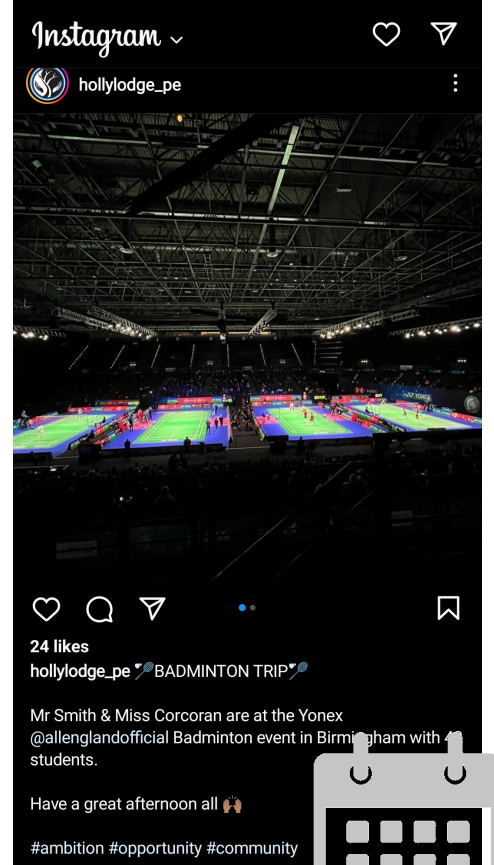 Instagram
hollylodge_pe
YONEX
24 likes
hollylodge_pe 🏸BADMINTON TRIP🏸
Mr Smith & Miss Corcoran are at the Yonex
@allenglandofficial Badminton event in Birmingham with
students.
Have a great afternoon all 🙌🏽
#ambition #opportunity #community